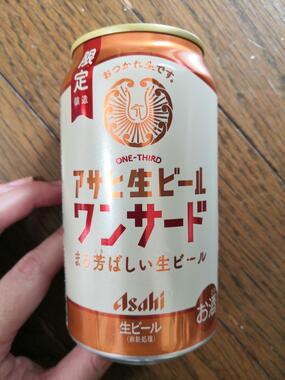 限定
醸造
おつかれ生です。
ONE-THIRD
アサヒ生ビール
ワンサード
まろ芳ばしい生ビール
Asahi
生ビール
(非熱処理)
お酒